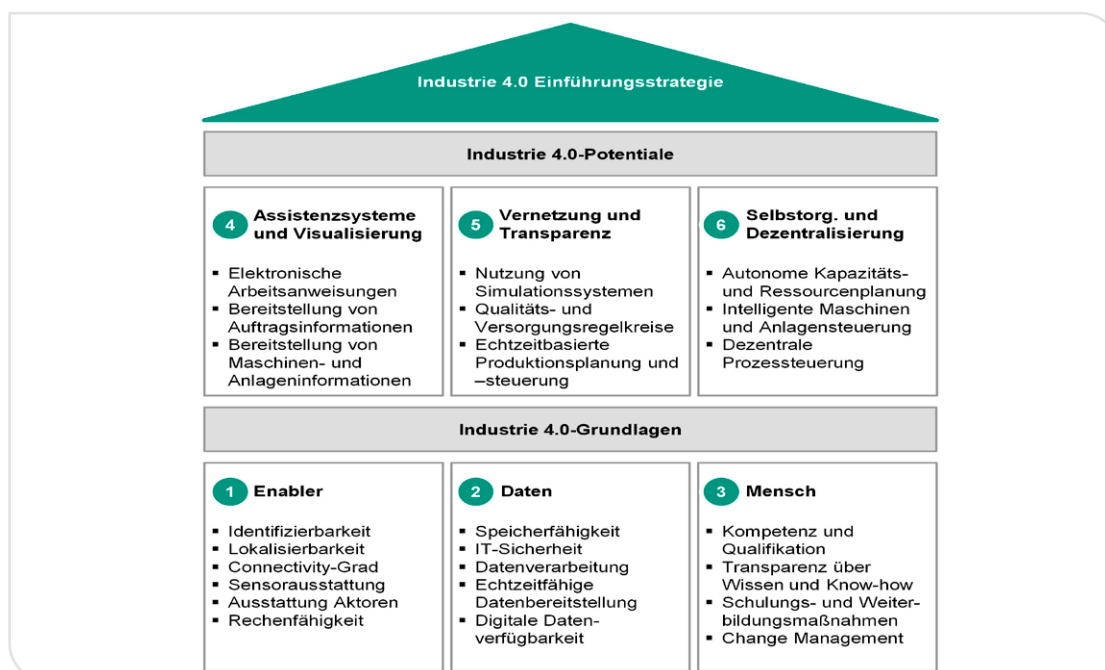 Industrie 4.0 Einführungsstrategie
Industrie 4.0-Potentiale
4 Assistenzsysteme
und Visualisierung
▪ Elektronische
Arbeitsanweisungen
▪ Bereitstellung von
Auftragsinformationen
▪ Bereitstellung von
Maschinen- und
Anlageninformationen
5 Vernetzung und
Transparenz
▪ Nutzung von
Simulationssystemen
▪ Qualitäts- und
Versorgungsregelkreise
▪ Echtzeitbasierte
Produktionsplanung und
–steuerung
6 Selbstorg. und
Dezentralisierung
▪ Autonome Kapazitäts-
und Ressourcenplanung
▪ Intelligente Maschinen
und Anlagensteuerung
▪ Dezentrale
Prozessteuerung
Industrie 4.0-Grundlagen
1 Enabler
▪ Identifizierbarkeit
▪ Lokalisierbarkeit
▪ Connectivity-Grad
▪ Sensorausstattung
▪ Ausstattung Aktoren
▪ Rechenfähigkeit
2 Daten
▪ Speicherfähigkeit
▪ IT-Sicherheit
▪ Datenverarbeitung
▪ Echtzeitfähige
Datenbereitstellung
▪ Digitale Daten-
verfügbarkeit
3 Mensch
▪ Kompetenz und
Qualifikation
▪ Transparenz über
Wissen und Know-how
▪ Schulungs- und Weiter-
bildungsmaßnahmen
▪ Change Management